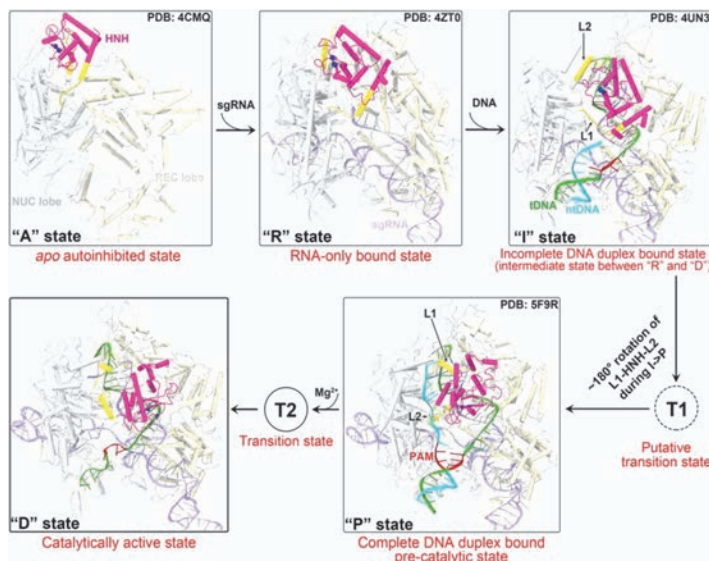 PDB: 4CMQ
HNH
NUC lobe
REC lobe
"A" state
apo autoinhibited state
sgRNA
PDB: 4ZT0
sgRNA
"R" state
RNA-only bound state
DNA
PDB: 4UN3
L2
L1
tDNA
ntDNA
"I" state
Incomplete DNA duplex bound state
(intermediate state between "R" and "D")
~180° rotation of
L1-HNH-L2
during I->P
T1
Putative
transition state
PDB: 5F9R
L1
L2
PAM
"P" state
Complete DNA duplex bound
pre-catalytic state
Mg2+
T2
Transition state
"D" state
Catalytically active state